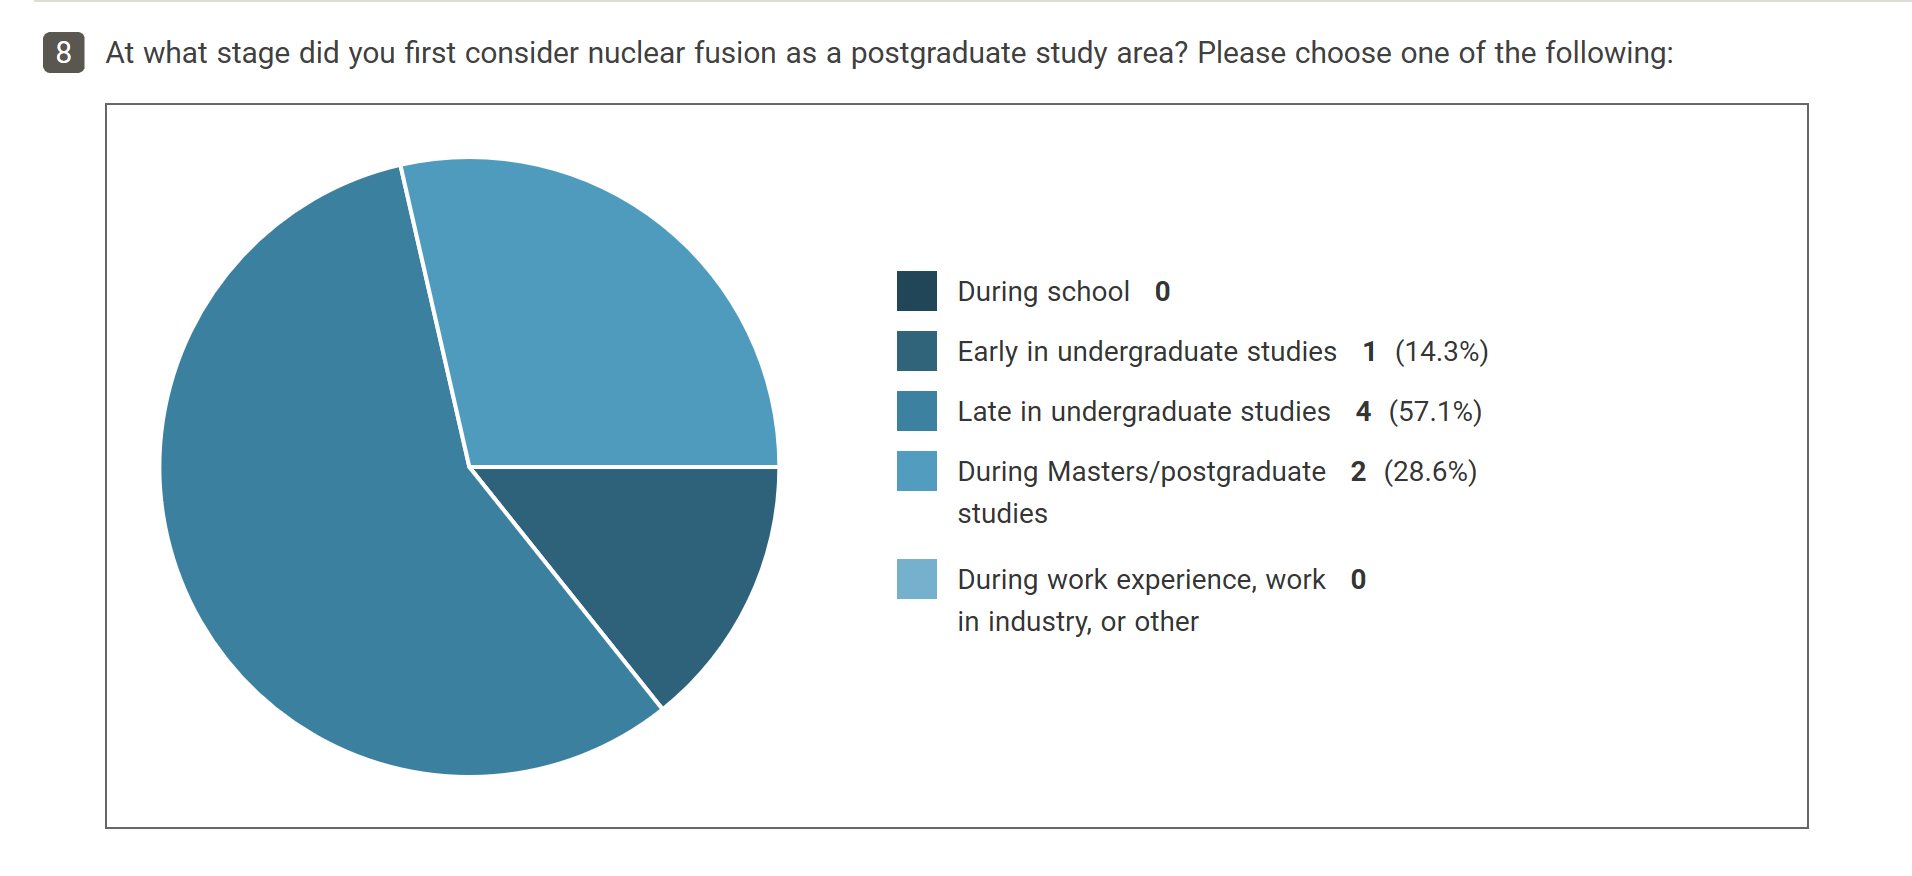 8 At what stage did you first consider nuclear fusion as a postgraduate study area? Please choose one of the following:
During school 0
Early in undergraduate studies 1 (14.3%)
Late in undergraduate studies 4 (57.1%)
During Masters/postgraduate 2 (28.6%)
studies
During work experience, work 0
in industry, or other